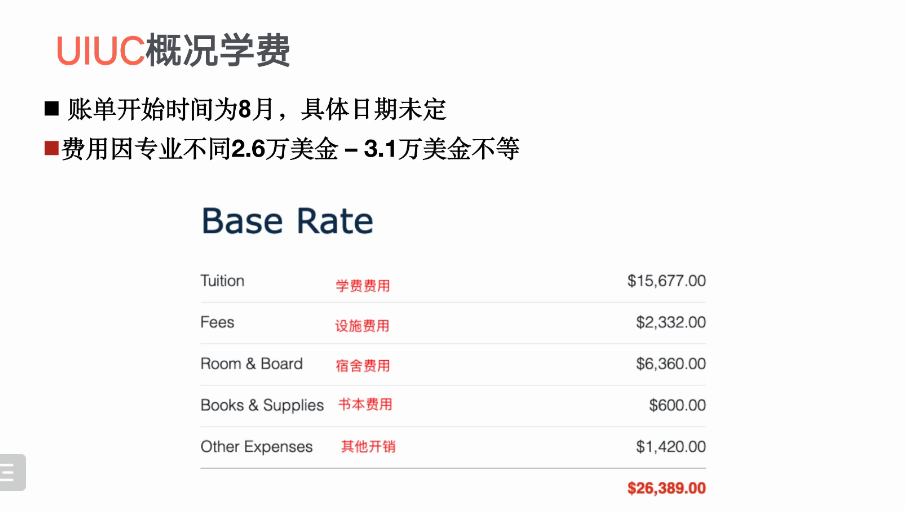 UIUC概况学费
■ 账单开始时间为8月，具体日期未定
■费用因专业不同2.6万美金 – 3.1万美金不等
Base Rate
Tuition 学费费用 $15,677.00
Fees 设施费用 $2,332.00
Room & Board 宿舍费用 $6,360.00
Books & Supplies 书本费用 $600.00
Other Expenses 其他开销 $1,420.00
$26,389.00